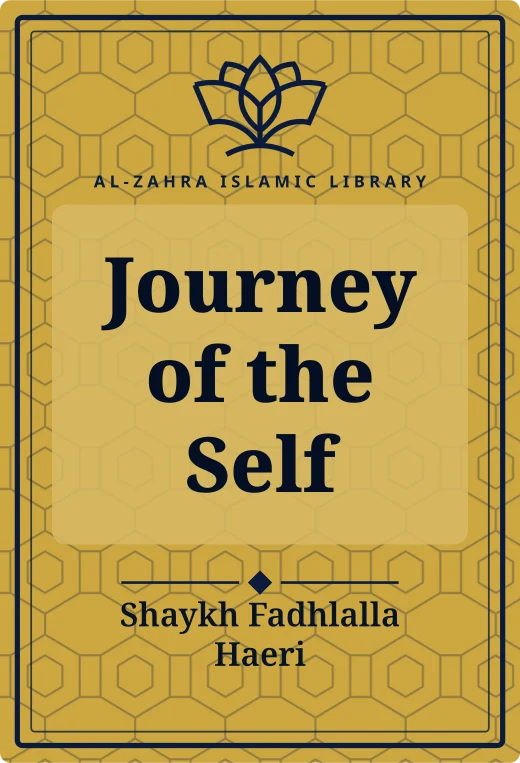 AL-ZAHRA ISLAMIC LIBRARY
Journey
of the
Self
Shaykh Fadhlalla
Haeri